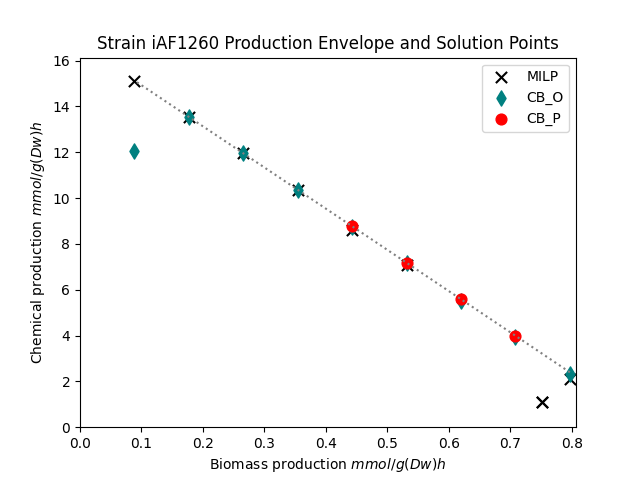 Strain iAF1260 Production Envelope and Solution Points
MILP
CB_O
CB_P
16
14
12
10
8
6
4
2
0
Chemical production mmol/g(Dw)h
0.0 0.1 0.2 0.3 0.4 0.5 0.6 0.7 0.8
Biomass production mmol/g(Dw)h